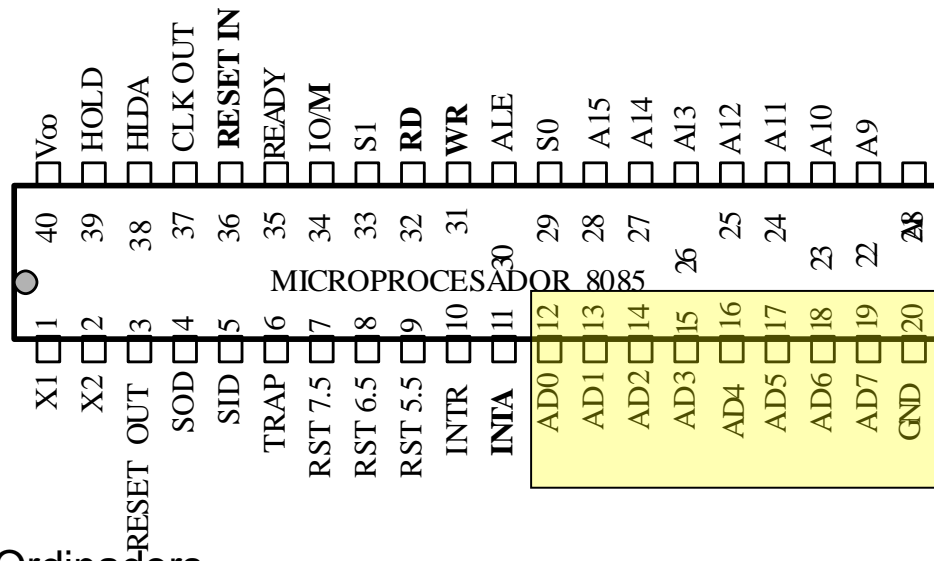 Vcc
HOLD
HLDA
CLK OUT
RESET IN
READY
IO/M
S1
RD
WR
ALE
S0
A15
A14
A13
A12
A11
A10
A9
40
39
38
37
36
35
34
33
32
31
30
29
28
27
26
25
24
23
22
MICROPROCESADOR 8085
1
2
3
4
5
6
7
8
9
10
11
12
13
14
15
16
17
18
19
20
X1
X2
RESET OUT
SOD
SID
TRAP
RST 7.5
RST 6.5
RST 5.5
INTR
INTA
AD0
AD1
AD2
AD3
AD4
AD5
AD6
AD7
GND